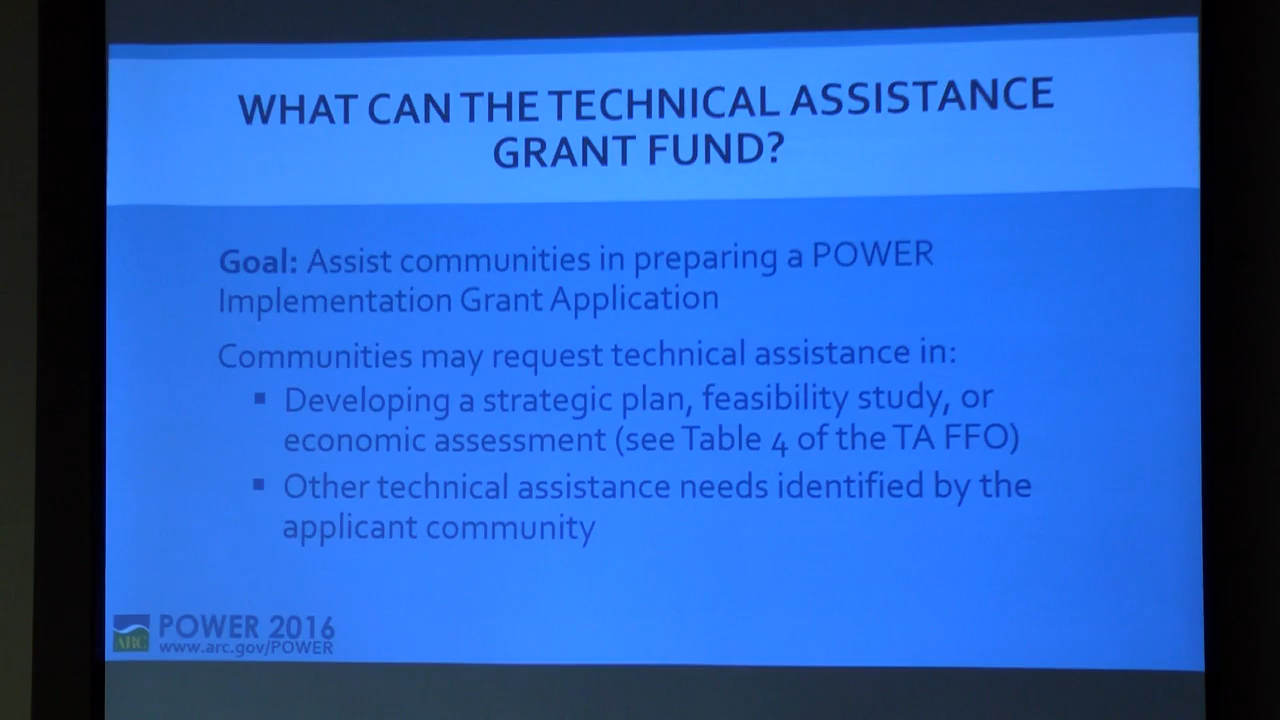 WHAT CAN THE TECHNICAL ASSISTANCE
GRANT FUND?
Goal: Assist communities in preparing a POWER
Implementation Grant Application
Communities may request technical assistance in:
▪ Developing a strategic plan, feasibility study, or
economic assessment (see Table 4 of the TA FFO)
▪ Other technical assistance needs identified by the
applicant community
ARC
POWER 2016
www.arc.gov/POWER